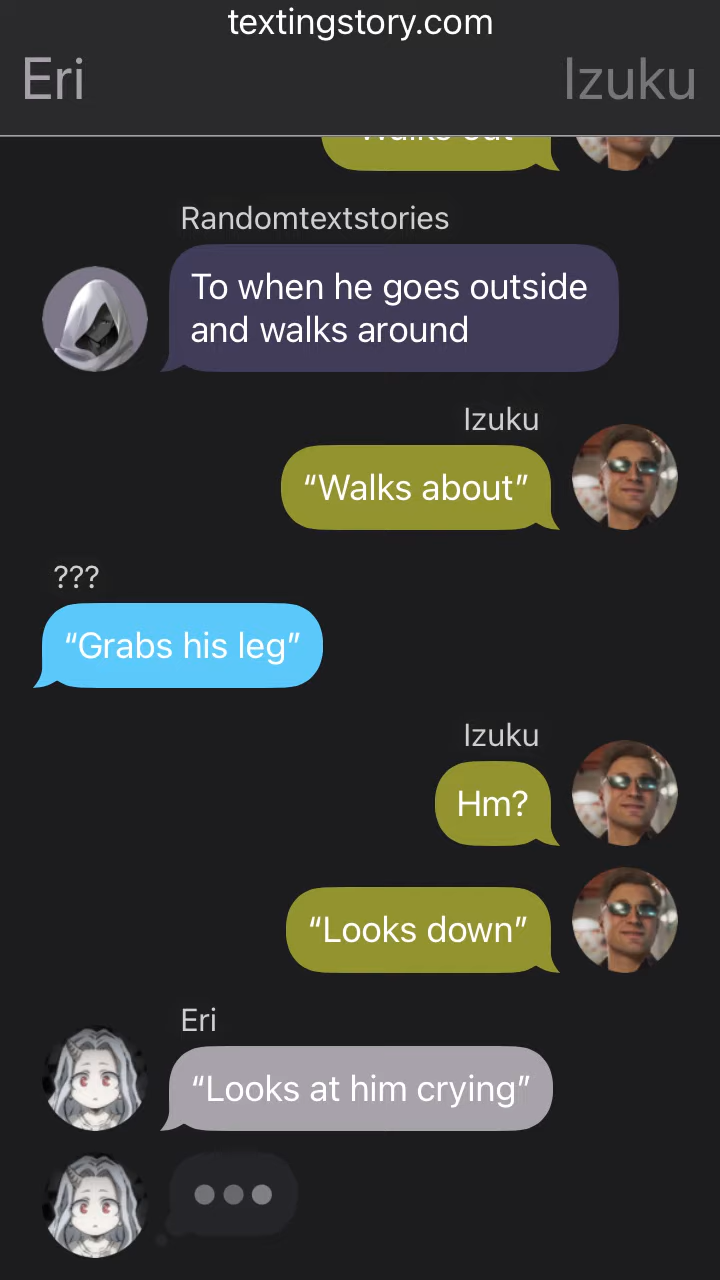 textingstory.com
Eri
Izuku
Randomtextstories
To when he goes outside
and walks around
Izuku
“Walks about”
???
“Grabs his leg”
Izuku
Hm?
“Looks down”
Eri
“Looks at him crying”